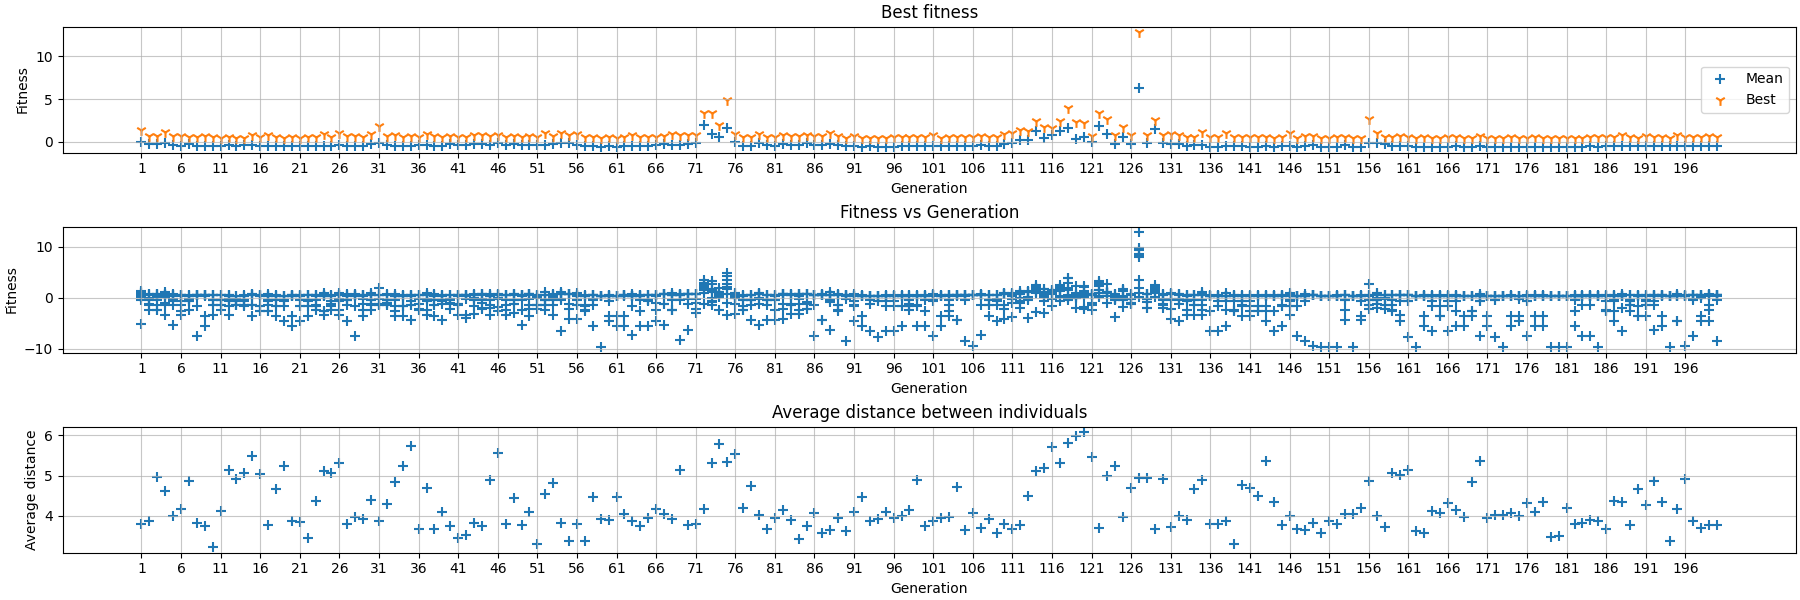 Best fitness
Fitness
10
5
0
Mean
Best
1 6 11 16 21 26 31 36 41 46 51 56 61 66 71 76 81 86 91 96 101 106 111 116 121 126 131 136 141 146 151 156 161 166 171 176 181 186 191 196
Generation
Fitness vs Generation
Fitness
10
0
−10
1 6 11 16 21 26 31 36 41 46 51 56 61 66 71 76 81 86 91 96 101 106 111 116 121 126 131 136 141 146 151 156 161 166 171 176 181 186 191 196
Generation
Average distance between individuals
Average distance
6
5
4
1 6 11 16 21 26 31 36 41 46 51 56 61 66 71 76 81 86 91 96 101 106 111 116 121 126 131 136 141 146 151 156 161 166 171 176 181 186 191 196
Generation